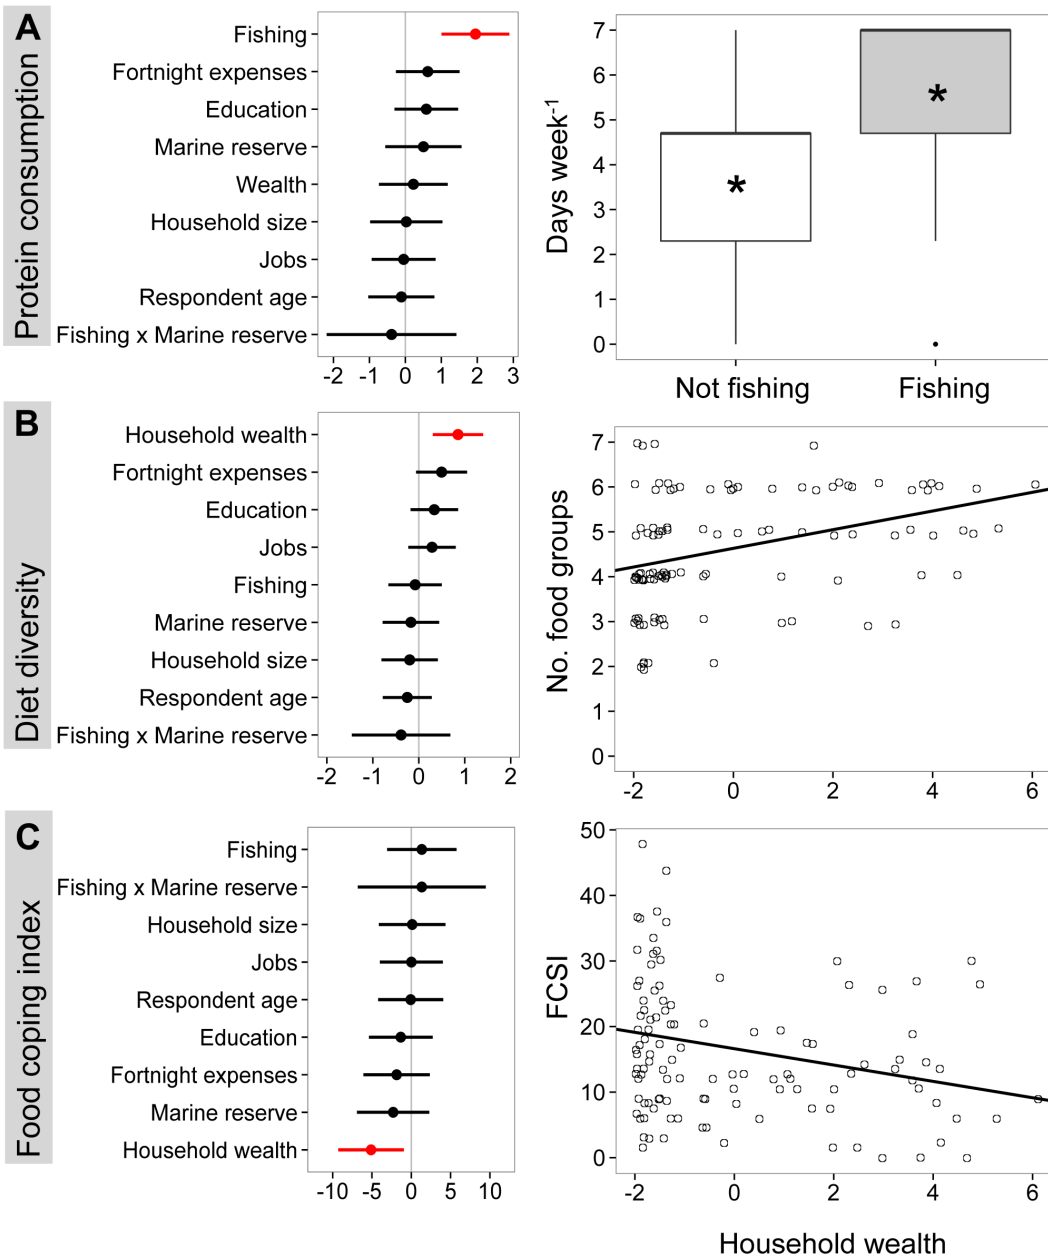 A
Protein consumption
Fishing
Fortnight expenses
Education
Marine reserve
Wealth
Household size
Jobs
Respondent age
Fishing x Marine reserve
-2 -1 0 1 2 3
Days week-1
7
6
5
4
3
2
1
0
*
*
Not fishing Fishing
B
Diet diversity
Household wealth
Fortnight expenses
Education
Jobs
Fishing
Marine reserve
Household size
Respondent age
Fishing x Marine reserve
-2 -1 0 1 2
No. food groups
7
6
5
4
3
2
1
0
-2 0 2 4 6
C
Food coping index
Fishing
Fishing x Marine reserve
Household size
Jobs
Respondent age
Education
Fortnight expenses
Marine reserve
Household wealth
-10 -5 0 5 10
FCSI
50
40
30
20
10
0
-2 0 2 4 6
Household wealth